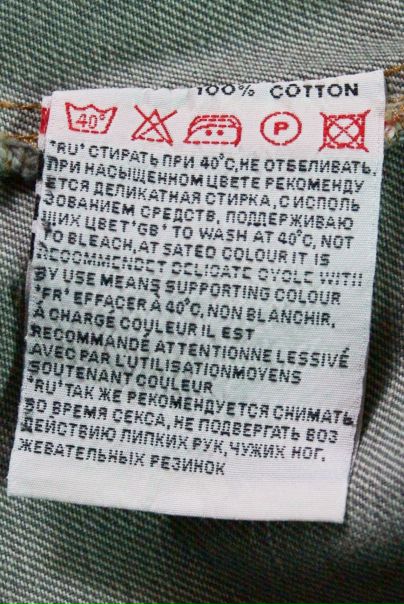 100% COTTON
40° P
"RU" СТИРАТЬ ПРИ 40°C, НЕ ОТБЕЛИВАТЬ.
ПРИ НАСЫЩЕННОМ ЦВЕТЕ РЕКОМЕНДУ
ЕТСЯ ДЕЛИКАТНАЯ СТИРКА, С ИСПОЛЬ
ЗОВАНИЕМ СРЕДСТВ, ПОДДЕРЖИВАЮ
ЩИХ ЦВЕТ "GB" TO WASH AT 40°C, NOT
TO BLEACH, AT SATED COLOUR IT IS
RECOMMENDET DELICATE CYCLE WITH
BY USE MEANS SUPPORTING COLOUR
"FR" EFFACER À 40°C, NON BLANCHIR,
À CHARGÉ COULEUR IL EST
RECOMMANDÉ ATTENTIONNE LESSIVÉ
AVEC PAR L'UTILISATION MOYENS
SOUTENANT COULEUR
"RU" ТАК ЖЕ РЕКОМЕНДУЕТСЯ СНИМАТЬ
ВО ВРЕМЯ СЕКСА, НЕ ПОДВЕРГАТЬ ВОЗ
ДЕЙСТВИЮ ЛИПКИХ РУК, ЧУЖИХ НОГ,
ЖЕВАТЕЛЬНЫХ РЕЗИНОК